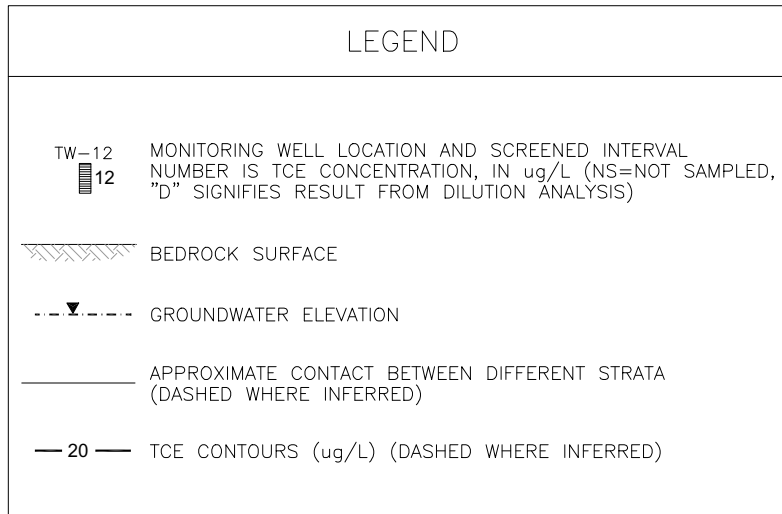 LEGEND
TW-12
12
MONITORING WELL LOCATION AND SCREENED INTERVAL
NUMBER IS TCE CONCENTRATION, IN ug/L (NS=NOT SAMPLED,
"D" SIGNIFIES RESULT FROM DILUTION ANALYSIS)
BEDROCK SURFACE
GROUNDWATER ELEVATION
APPROXIMATE CONTACT BETWEEN DIFFERENT STRATA
(DASHED WHERE INFERRED)
20 TCE CONTOURS (ug/L) (DASHED WHERE INFERRED)